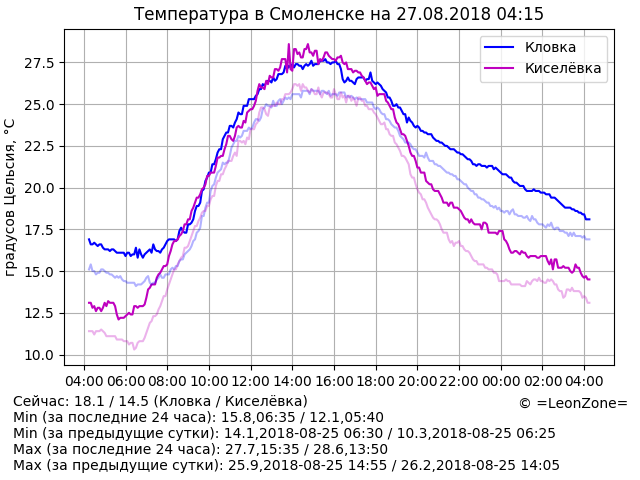 Температура в Смоленске на 27.08.2018 04:15
градусов Цельсия, °C
27.5
25.0
22.5
20.0
17.5
15.0
12.5
10.0
Кловка
Киселёвка
04:00 06:00 08:00 10:00 12:00 14:00 16:00 18:00 20:00 22:00 00:00 02:00 04:00
Сейчас: 18.1 / 14.5 (Кловка / Киселёвка)
© =LeonZone=
Min (за последние 24 часа): 15.8,06:35 / 12.1,05:40
Min (за предыдущие сутки): 14.1,2018-08-25 06:30 / 10.3,2018-08-25 06:25
Max (за последние 24 часа): 27.7,15:35 / 28.6,13:50
Max (за предыдущие сутки): 25.9,2018-08-25 14:55 / 26.2,2018-08-25 14:05